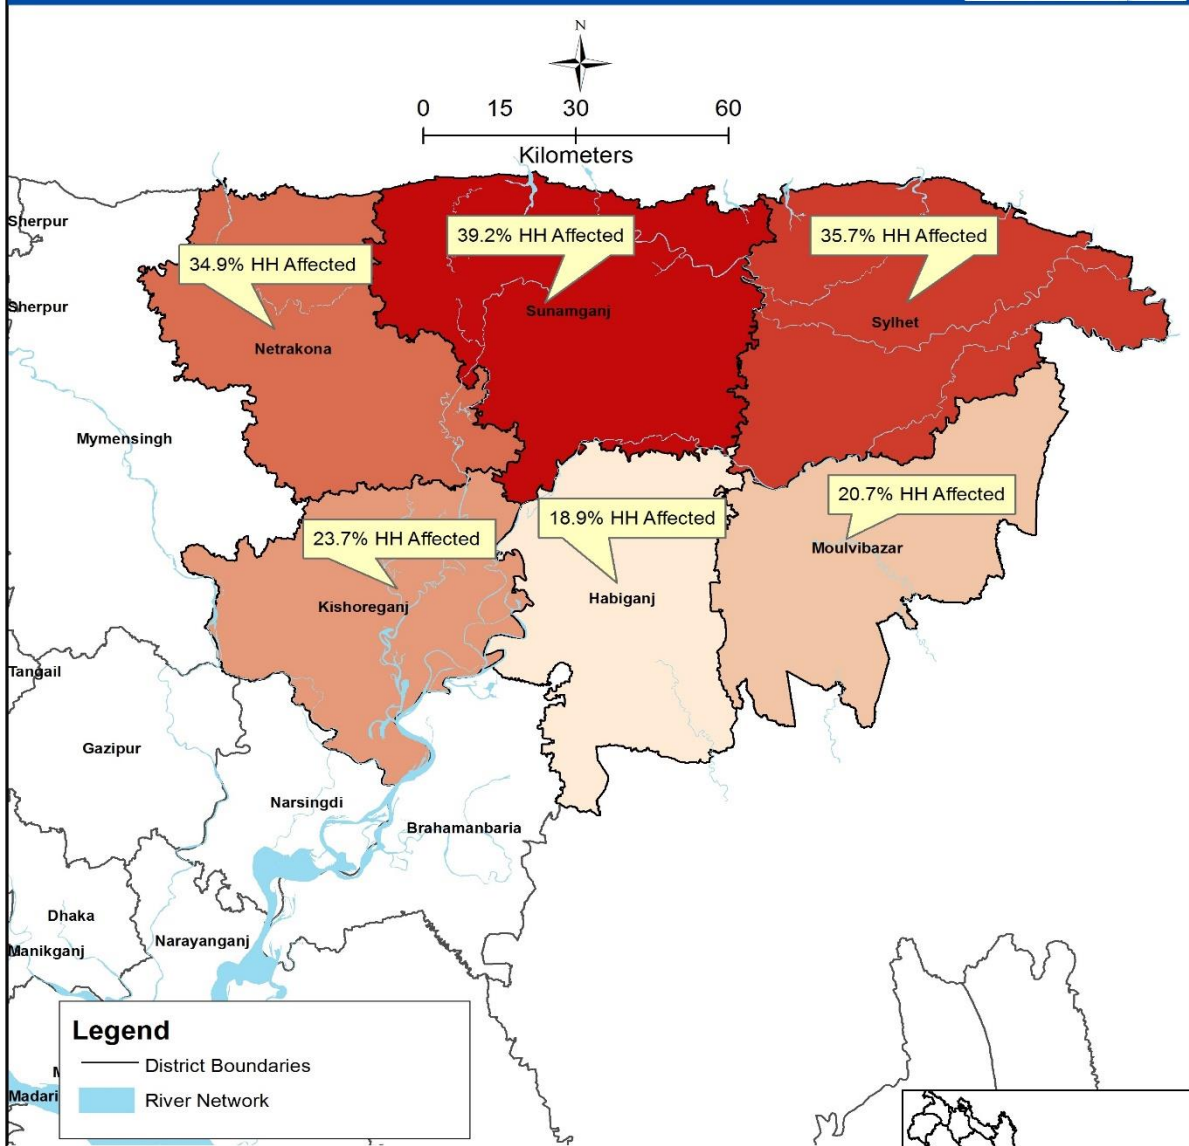 N
0 15 30 60
Kilometers
Sherpur
39.2% HH Affected
35.7% HH Affected
34.9% HH Affected
Sherpur
Sunamganj
Sylhet
Netrakona
Mymensingh
20.7% HH Affected
18.9% HH Affected
23.7% HH Affected
Moulvibazar
Habiganj
Kishoreganj
Tangail
Gazipur
Narsingdi
Brahamanbaria
Dhaka
Narayanganj
Manikganj
Legend
District Boundaries
M
Madari
River Network